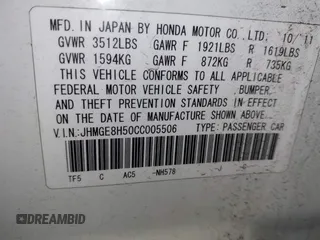 MFD. IN JAPAN BY HONDA MOTOR CO.,LTD. 10/'11
GVWR 3512LBS GAWR F 1921LBS R 1619LBS
GVWR 1594KG GAWR F 872KG R 735KG
THIS VEHICLE CONFORMS TO ALL APPLICABLE
FEDERAL MOTOR VEHICLE SAFETY, BUMPER, AND
THEFT PREVENTION STANDARDS IN EFFECT
ON THE DATE OF MANUFACTURE SHOWN ABOVE.
V.I.N: JHMGE8H50CC005506 TYPE: PASSENGER CAR
TF5 C AC5 -NH578
DREAMBID